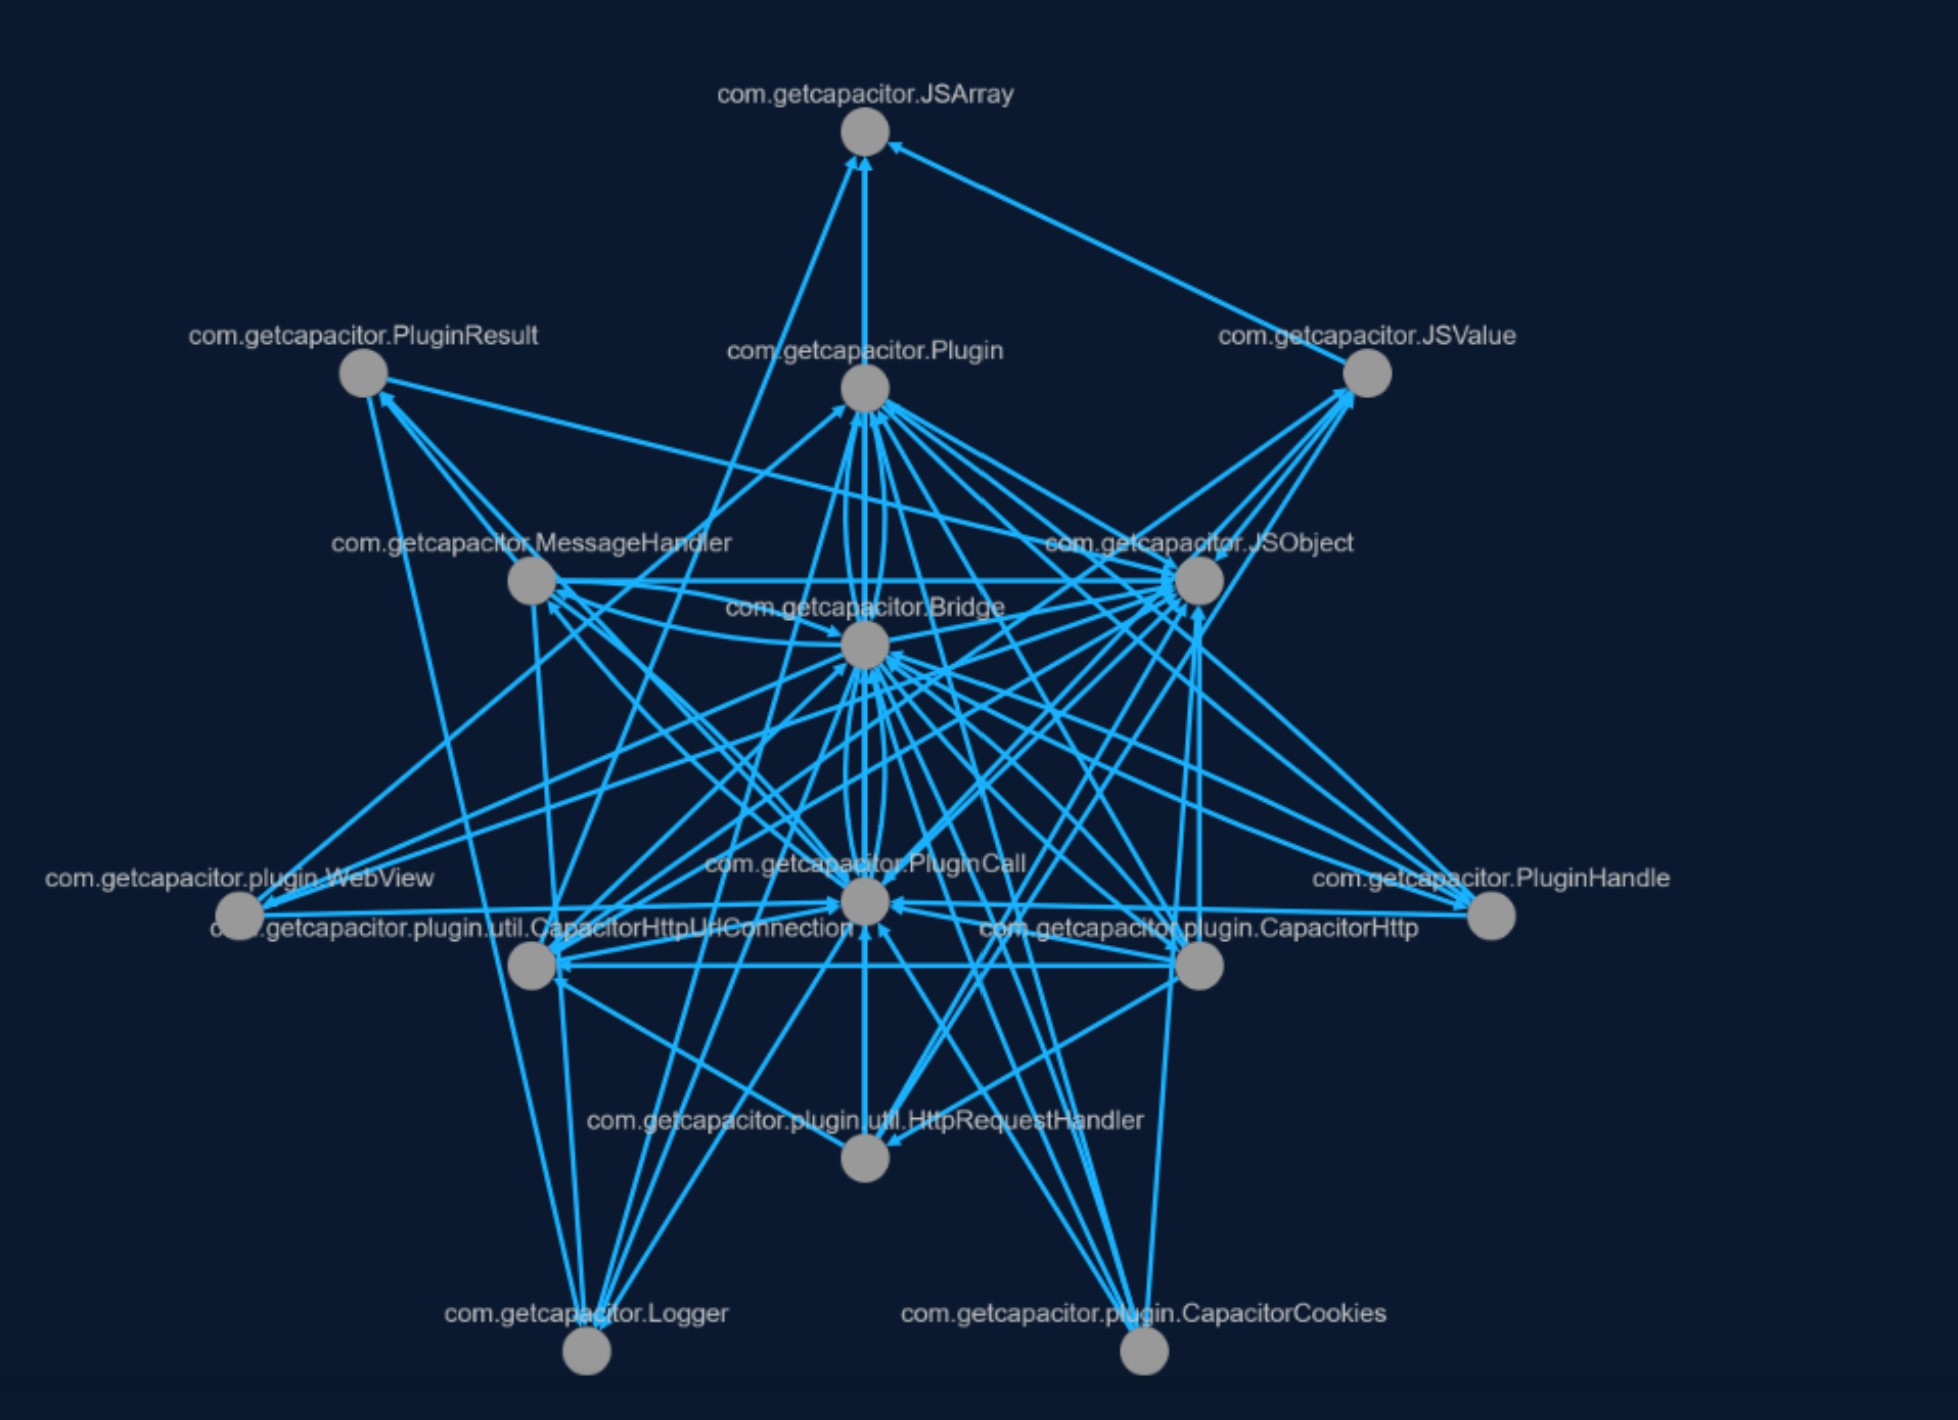 com.getcapacitor.JSArray
com.getcapacitor.PluginResult
com.getcapacitor.Plugin
com.getcapacitor.JSValue
com.getcapacitor.MessageHandler
com.getcapacitor.JSObject
com.getcapacitor.Bridge
com.getcapacitor.PluginCall
com.getcapacitor.plugin.WebView
com.getcapacitor.PluginHandle
com.getcapacitor.plugin.util.CapacitorHttpUrlConnection
com.getcapacitor.plugin.CapacitorHttp
com.getcapacitor.plugin.util.HttpRequestHandler
com.getcapacitor.Logger
com.getcapacitor.plugin.CapacitorCookies